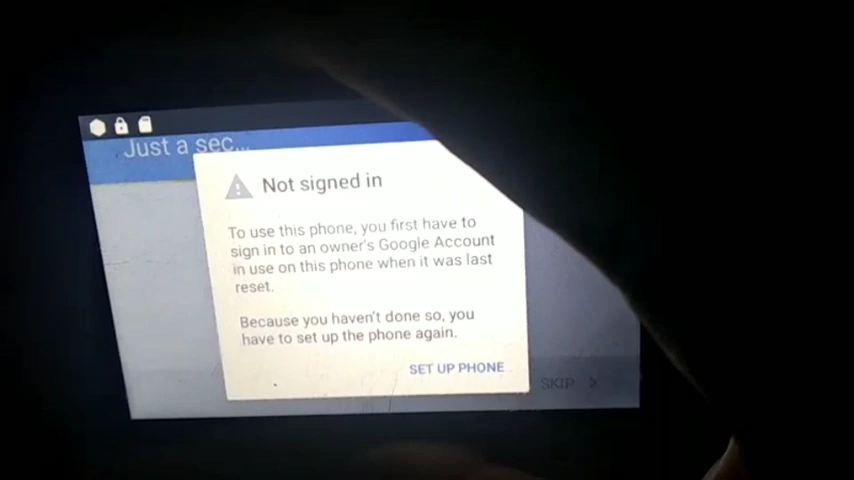 Just a sec...
Not signed in
To use this phone, you first have to
sign in to an owner's Google Account
in use on this phone when it was last
reset.
Because you haven't done so, you
have to set up the phone again.
SET UP PHONE
SKIP >